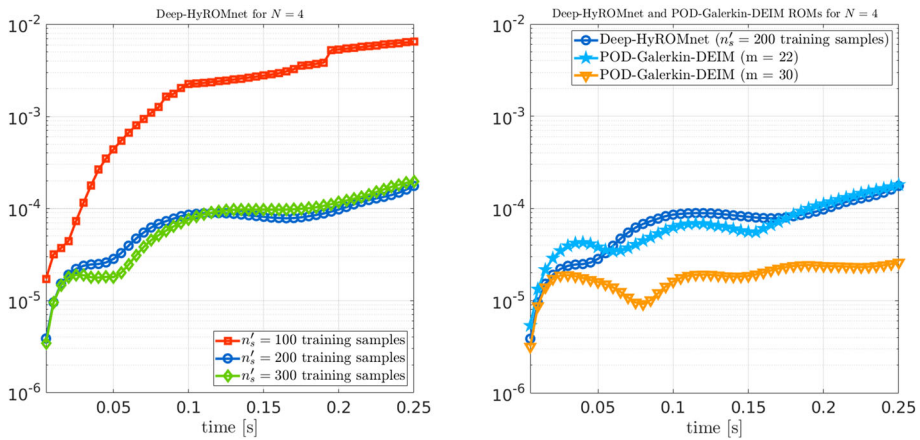 Deep-HyROMnet for N = 4
10^-2
10^-3
10^-4
10^-5
10^-6
0.05 0.1 0.15 0.2 0.25
time [s]
n's = 100 training samples
n's = 200 training samples
n's = 300 training samples
Deep-HyROMnet and POD-Galerkin-DEIM ROMs for N = 4
10^-2
10^-3
10^-4
10^-5
10^-6
0.05 0.1 0.15 0.2 0.25
time [s]
Deep-HyROMnet (n's = 200 training samples)
POD-Galerkin-DEIM (m = 22)
POD-Galerkin-DEIM (m = 30)